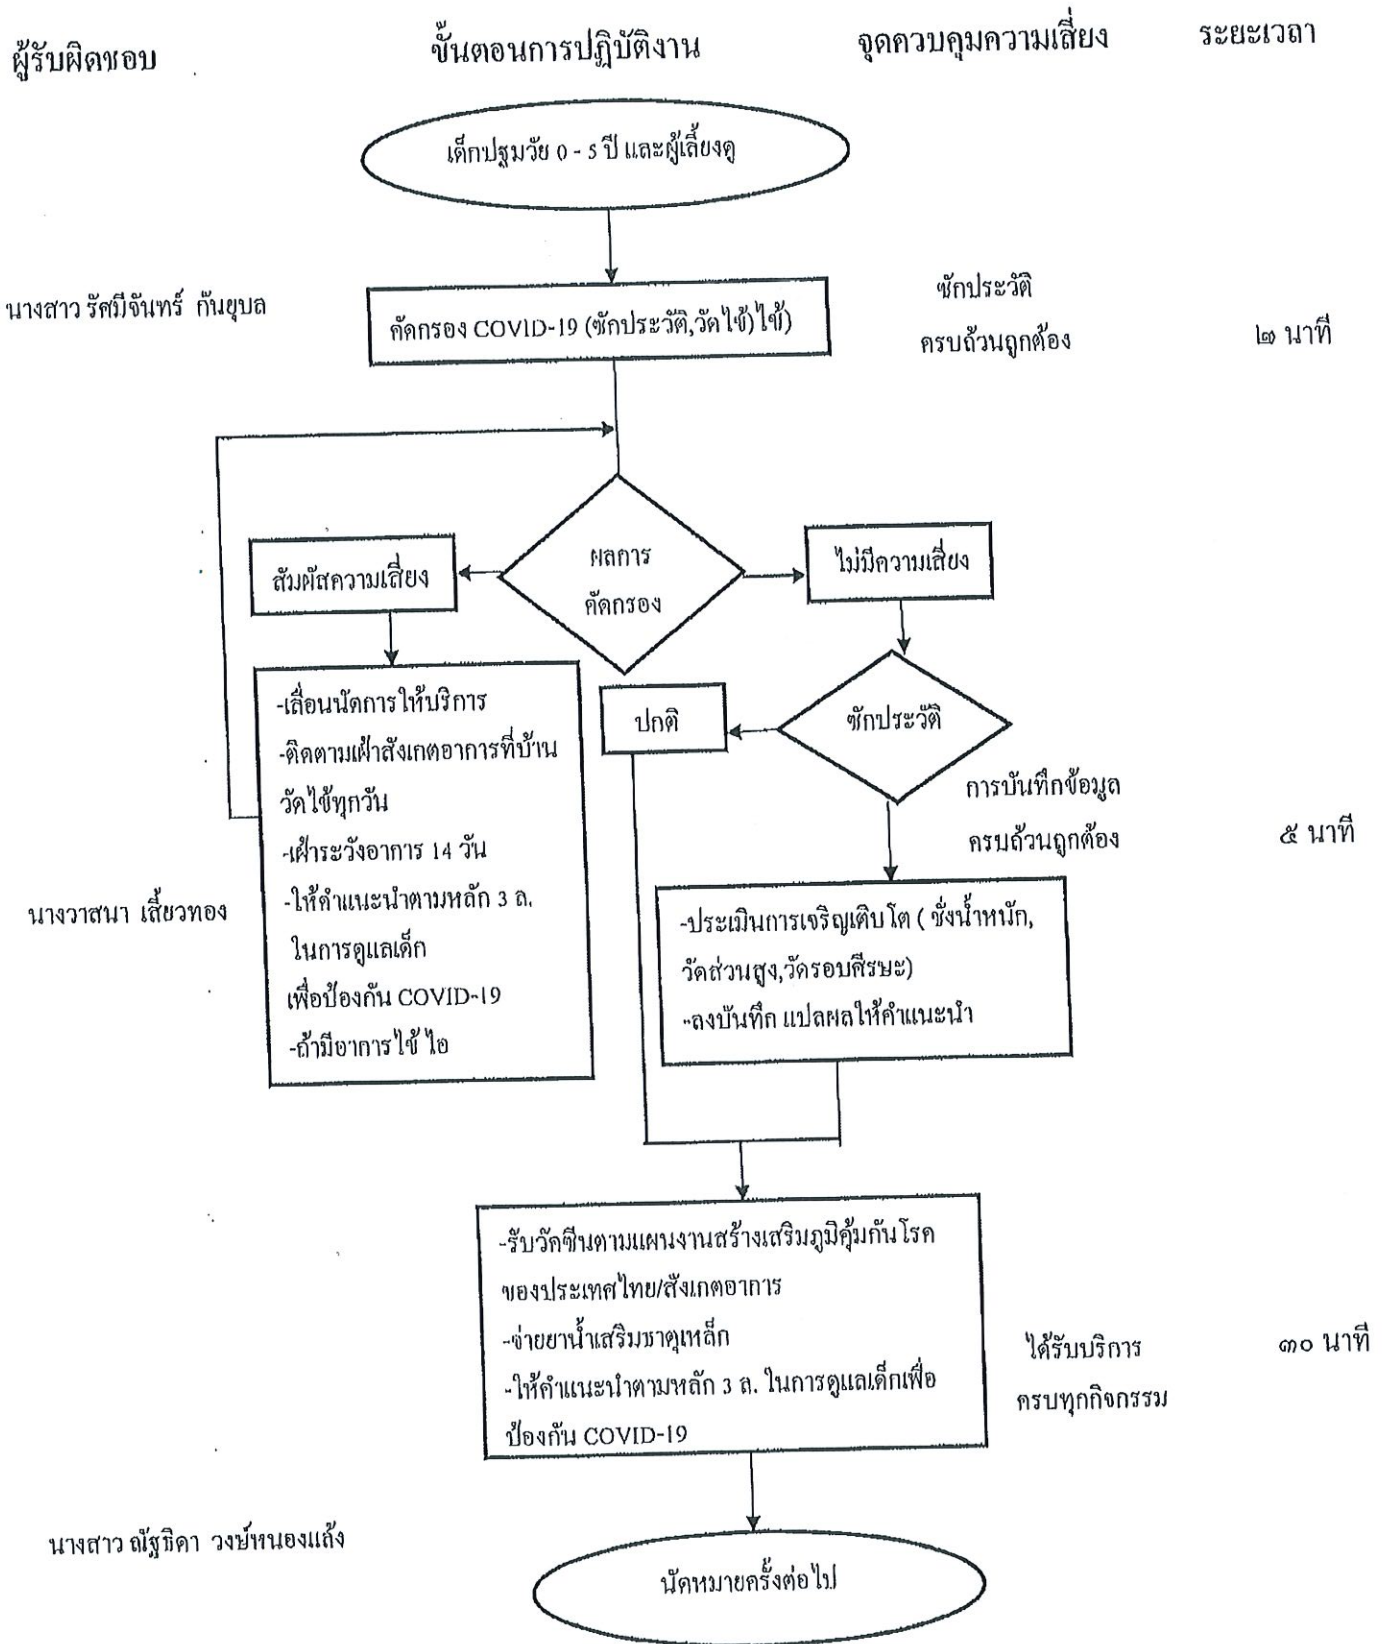 ผู้รับผิดชอบ ขั้นตอนการปฏิบัติงาน จุดควบคุมความเสี่ยง ระยะเวลา
เด็กปฐมวัย 0 - 5 ปี และผู้เลี้ยงดู
นางสาว รัศมีจันทร์ กันยุบล
คัดกรอง COVID-19 (ซักประวัติ,วัดไข้)ไข้)
ซักประวัติ
ครบถ้วนถูกต้อง
๒ นาที
ผลการ
คัดกรอง
สัมผัสความเสี่ยง
ไม่มีความเสี่ยง
-เลื่อนนัดการให้บริการ
-ติดตามเฝ้าสังเกตอาการที่บ้าน
วัดไข้ทุกวัน
-เฝ้าระวังอาการ 14 วัน
-ให้คำแนะนำตามหลัก 3 ล.
ในการดูแลเด็ก
เพื่อป้องกัน COVID-19
-ถ้ามีอาการไข้ ไอ
ปกติ
ซักประวัติ
การบันทึกข้อมูล
ครบถ้วนถูกต้อง
๕ นาที
นางวาสนา เสี้ยวทอง
-ประเมินการเจริญเติบโต ( ชั่งน้ำหนัก,
วัดส่วนสูง,วัดรอบศีรษะ)
-ลงบันทึก แปลผลให้คำแนะนำ
-รับวัคซีนตามแผนงานสร้างเสริมภูมิคุ้มกันโรค
ของประเทศไทย/สังเกตอาการ
-จ่ายยาน้ำเสริมธาตุเหล็ก
-ให้คำแนะนำตามหลัก 3 ล. ในการดูแลเด็กเพื่อ
ป้องกัน COVID-19
ได้รับบริการ
ครบทุกกิจกรรม
๓๐ นาที
นางสาว ณัฐธิดา วงษ์หนองแล้ง
นัดหมายครั้งต่อไป